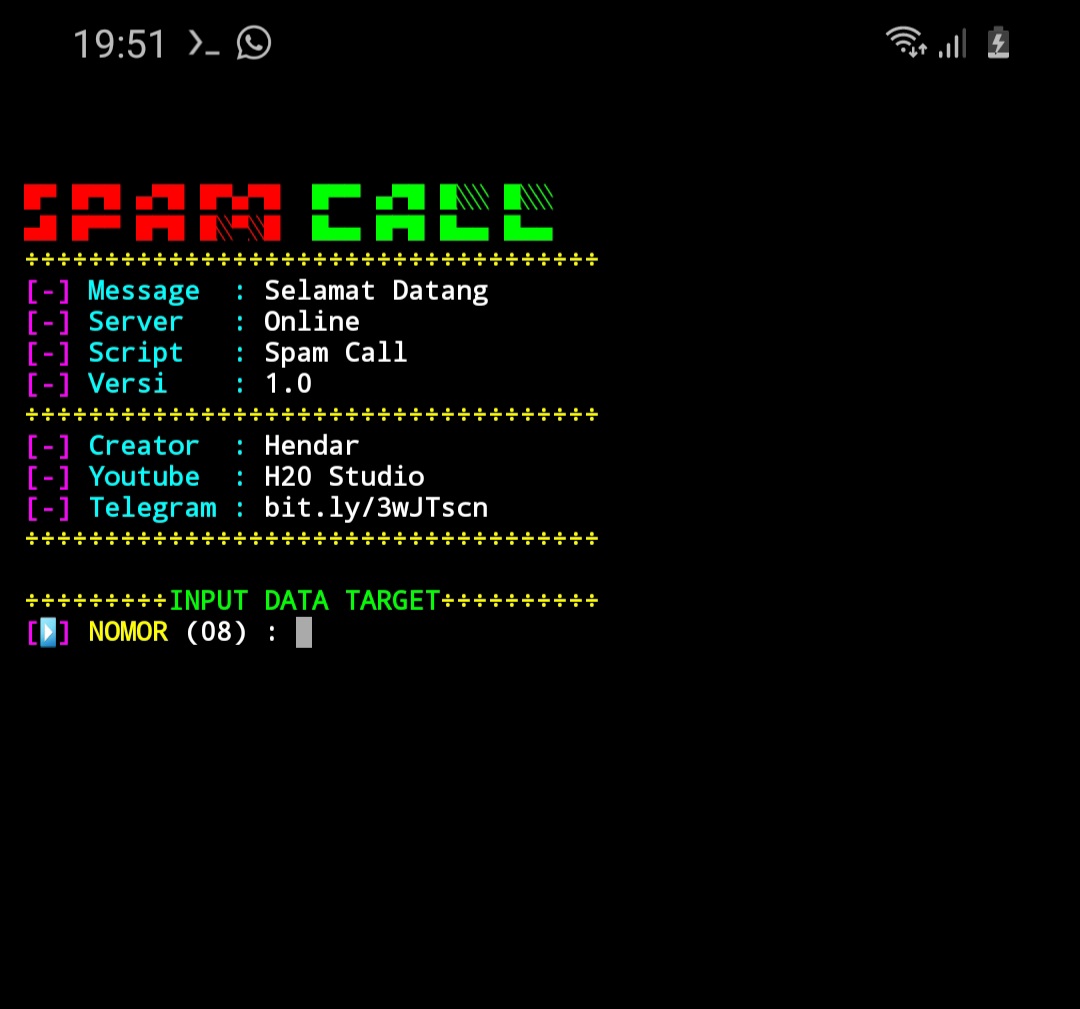 19:51
SPAM CALL
÷÷÷÷÷÷÷÷÷÷÷÷÷÷÷÷÷÷÷÷÷÷÷÷÷÷÷÷÷÷÷÷÷÷÷÷
[-] Message  : Selamat Datang
[-] Server   : Online
[-] Script   : Spam Call
[-] Versi    : 1.0
÷÷÷÷÷÷÷÷÷÷÷÷÷÷÷÷÷÷÷÷÷÷÷÷÷÷÷÷÷÷÷÷÷÷÷÷
[-] Creator  : Hendar
[-] Youtube  : H2O Studio
[-] Telegram : bit.ly/3wJTscn
÷÷÷÷÷÷÷÷÷÷÷÷÷÷÷÷÷÷÷÷÷÷÷÷÷÷÷÷÷÷÷÷÷÷÷÷
÷÷÷÷÷÷÷÷÷INPUT DATA TARGET÷÷÷÷÷÷÷÷÷÷
[▶] NOMOR (08) :